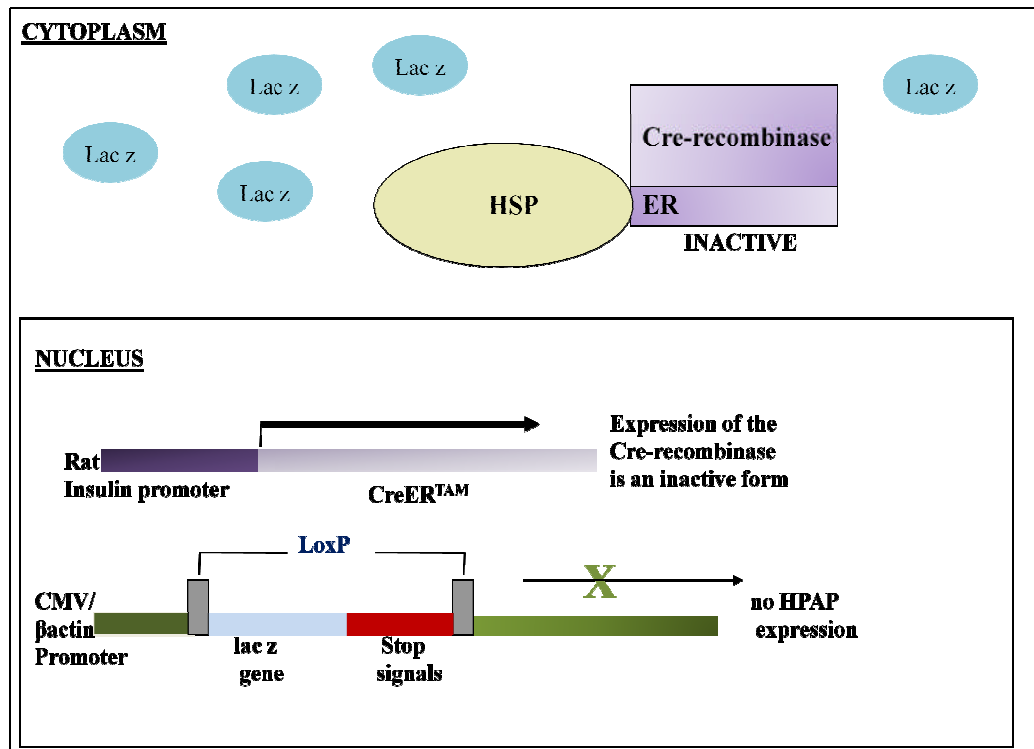 CYTOPLASM
Lac z
Lac z
Lac z
Lac z
Lac z
Cre-recombinase
HSP
ER
INACTIVE
NUCLEUS
Rat
Insulin promoter
CreER^TAM
Expression of the
Cre-recombinase
is an inactive form
LoxP
CMV/
βactin
Promoter
lac z
gene
Stop
signals
X
no HPAP
expression